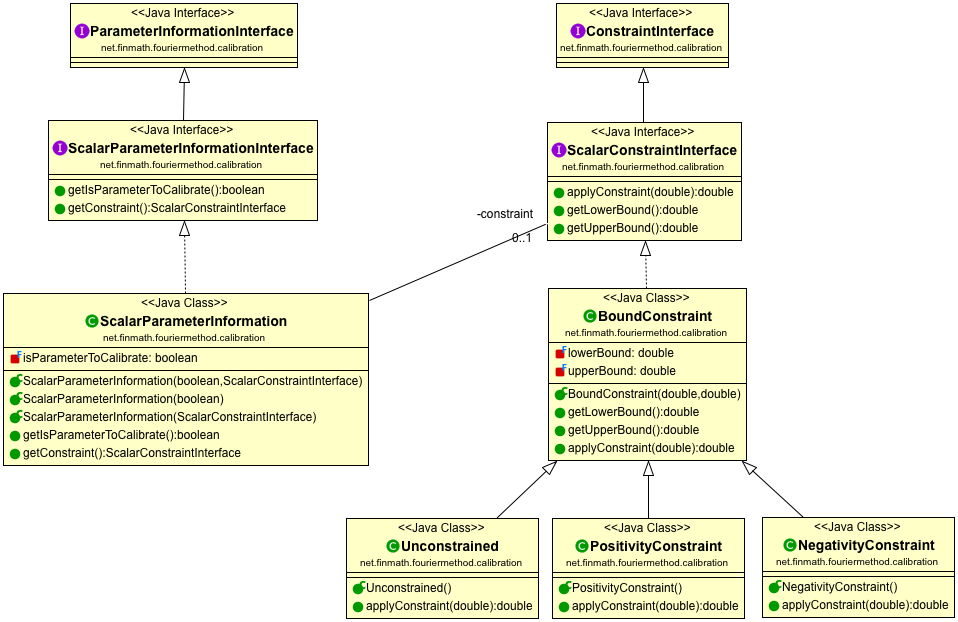 <<Java Interface>>
I ParameterInformationInterface
net.finmath.fouriermethod.calibration
<<Java Interface>>
I ConstraintInterface
net.finmath.fouriermethod.calibration
<<Java Interface>>
I ScalarParameterInformationInterface
net.finmath.fouriermethod.calibration
getIsParameterToCalibrate():boolean
getConstraint():ScalarConstraintInterface
<<Java Interface>>
I ScalarConstraintInterface
net.finmath.fouriermethod.calibration
applyConstraint(double):double
getLowerBound():double
getUpperBound():double
-constraint
0..1
<<Java Class>>
C ScalarParameterInformation
net.finmath.fouriermethod.calibration
F isParameterToCalibrate: boolean
C ScalarParameterInformation(boolean,ScalarConstraintInterface)
C ScalarParameterInformation(boolean)
C ScalarParameterInformation(ScalarConstraintInterface)
getIsParameterToCalibrate():boolean
getConstraint():ScalarConstraintInterface
<<Java Class>>
C BoundConstraint
net.finmath.fouriermethod.calibration
F lowerBound: double
F upperBound: double
C BoundConstraint(double,double)
getLowerBound():double
getUpperBound():double
applyConstraint(double):double
<<Java Class>>
C Unconstrained
net.finmath.fouriermethod.calibration
C Unconstrained()
applyConstraint(double):double
<<Java Class>>
C PositivityConstraint
net.finmath.fouriermethod.calibration
C PositivityConstraint()
applyConstraint(double):double
<<Java Class>>
C NegativityConstraint
net.finmath.fouriermethod.calibration
C NegativityConstraint()
applyConstraint(double):double